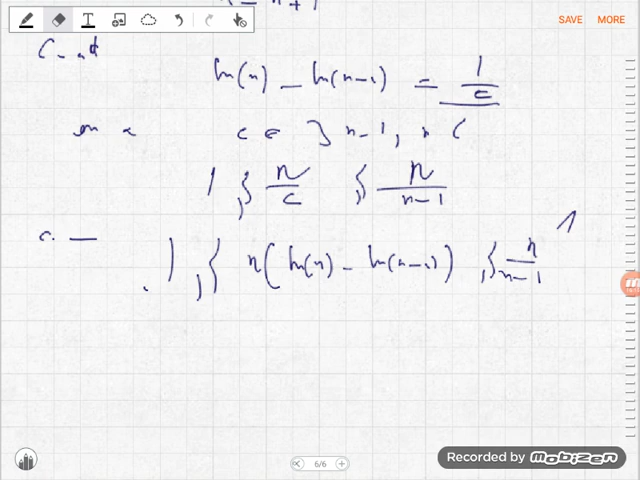 SAVE MORE
ln(n) - ln(n-1) = 1/c
c ∈ ]n-1, n[
1 ≤ n/c ≤ n/(n-1)
1 ≤ n(ln(n) - ln(n-1)) ≤ n/(n-1)
1
6/6
Recorded by mobizen